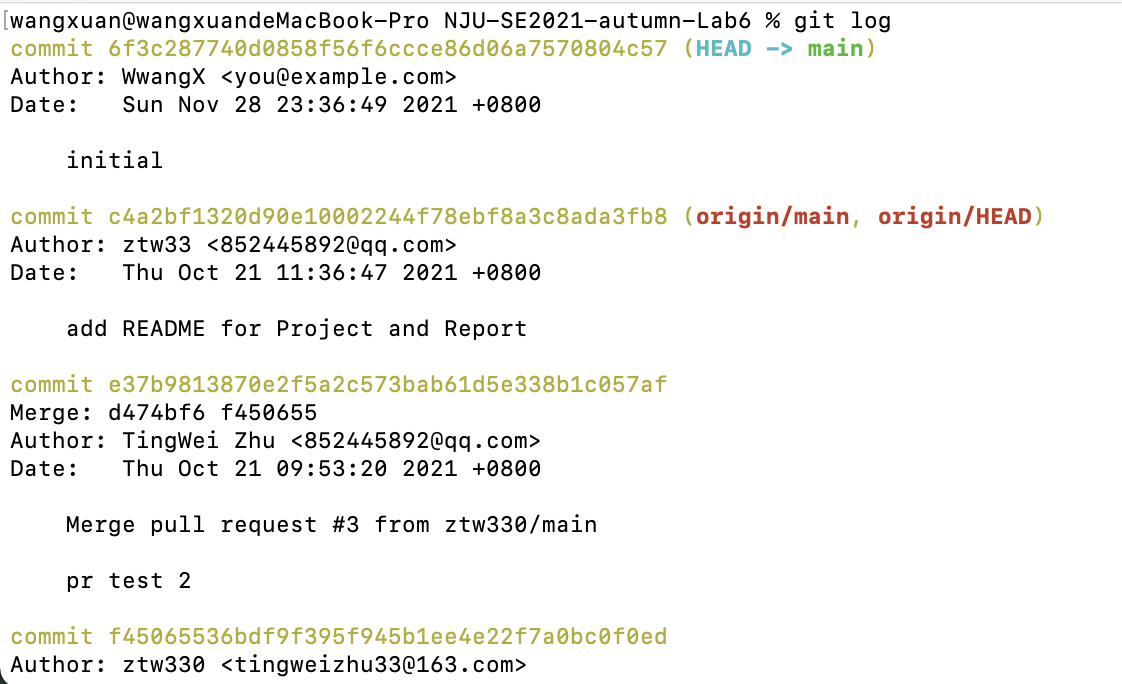 [wangxuan@wangxuandeMacBook-Pro NJU-SE2021-autumn-Lab6 % git log
commit 6f3c287740d0858f56f6ccce86d06a7570804c57 (HEAD -> main)
Author: WwangX <you@example.com>
Date:   Sun Nov 28 23:36:49 2021 +0800

    initial

commit c4a2bf1320d90e10002244f78ebf8a3c8ada3fb8 (origin/main, origin/HEAD)
Author: ztw33 <852445892@qq.com>
Date:   Thu Oct 21 11:36:47 2021 +0800

    add README for Project and Report

commit e37b9813870e2f5a2c573bab61d5e338b1c057af
Merge: d474bf6 f450655
Author: TingWei Zhu <852445892@qq.com>
Date:   Thu Oct 21 09:53:20 2021 +0800

    Merge pull request #3 from ztw330/main

    pr test 2

commit f45065536bdf9f395f945b1ee4e22f7a0bc0f0ed
Author: ztw330 <tingweizhu33@163.com>